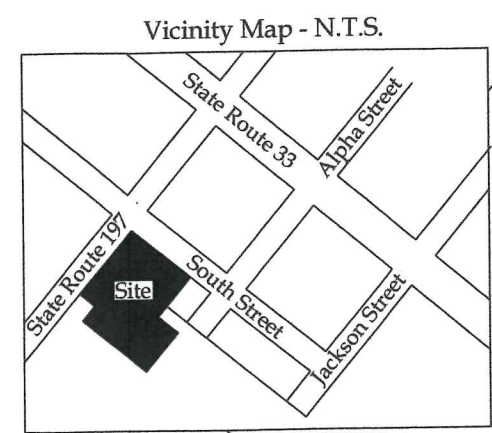 Vicinity Map - N.T.S.
State Route 33
Alpha Street
State Route 197
Site
South Street
Jackson Street